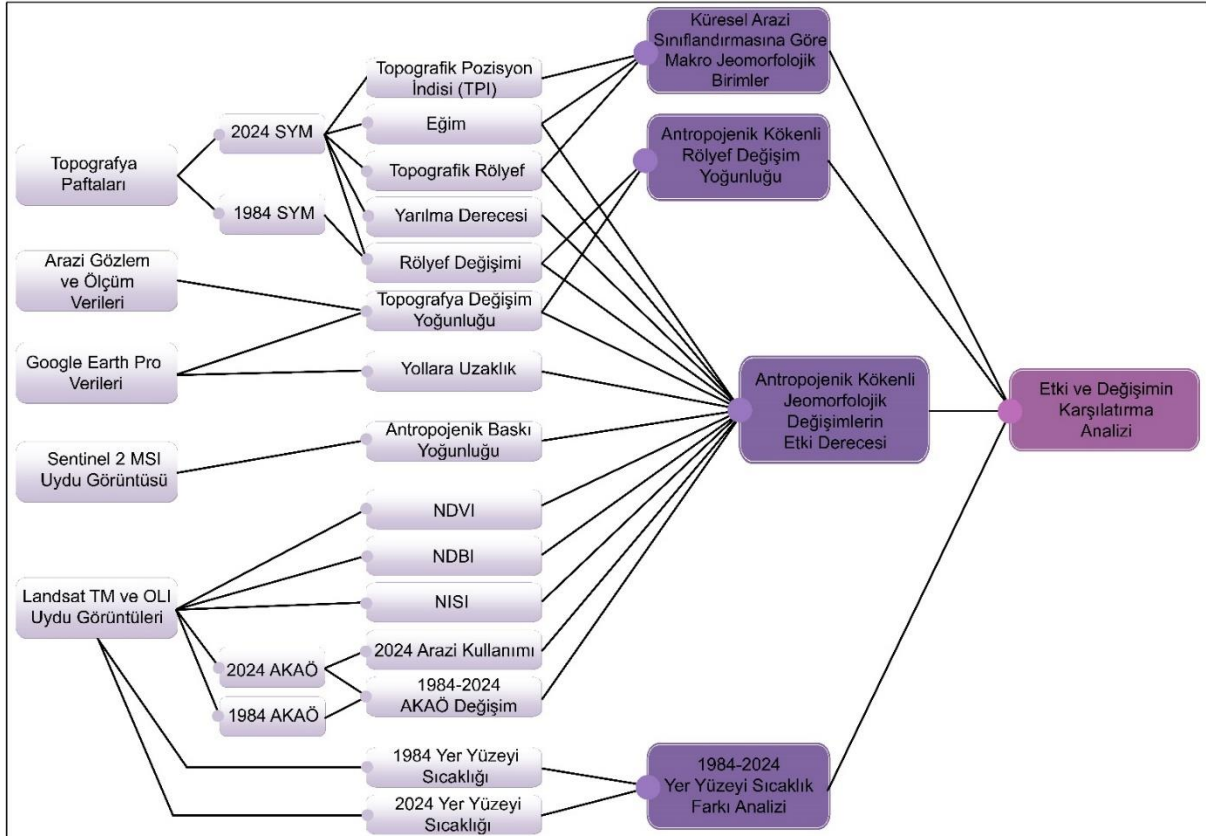 Topografya
Paftaları
Arazi Gözlem
ve Ölçüm
Verileri
Google Earth Pro
Verileri
Sentinel 2 MSI
Uydu Görüntüsü
Landsat TM ve OLI
Uydu Görüntüleri
2024 SYM
1984 SYM
2024 AKAÖ
1984 AKAÖ
Topografik Pozisyon
İndisi (TPI)
Eğim
Topografik Rölyef
Yarılma Derecesi
Rölyef Değişimi
Topografya Değişim
Yoğunluğu
Yollara Uzaklık
Antropojenik Baskı
Yoğunluğu
NDVI
NDBI
NISI
2024 Arazi Kullanımı
1984-2024
AKAÖ Değişim
1984 Yer Yüzeyi
Sıcaklığı
2024 Yer Yüzeyi
Sıcaklığı
Küresel Arazi
Sınıflandırmasına Göre
Makro Jeomorfolojik
Birimler
Antropojenik Kökenli
Rölyef Değişim
Yoğunluğu
Antropojenik Kökenli
Jeomorfolojik
Değişimlerin
Etki Derecesi
1984-2024
Yer Yüzeyi Sıcaklık
Farkı Analizi
Etki ve Değişimin
Karşılatırma
Analizi